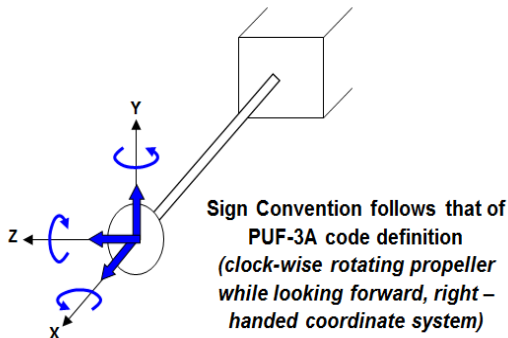 Y
Z
X
Sign Convention follows that of
PUF-3A code definition
(clock-wise rotating propeller
while looking forward, right –
handed coordinate system)